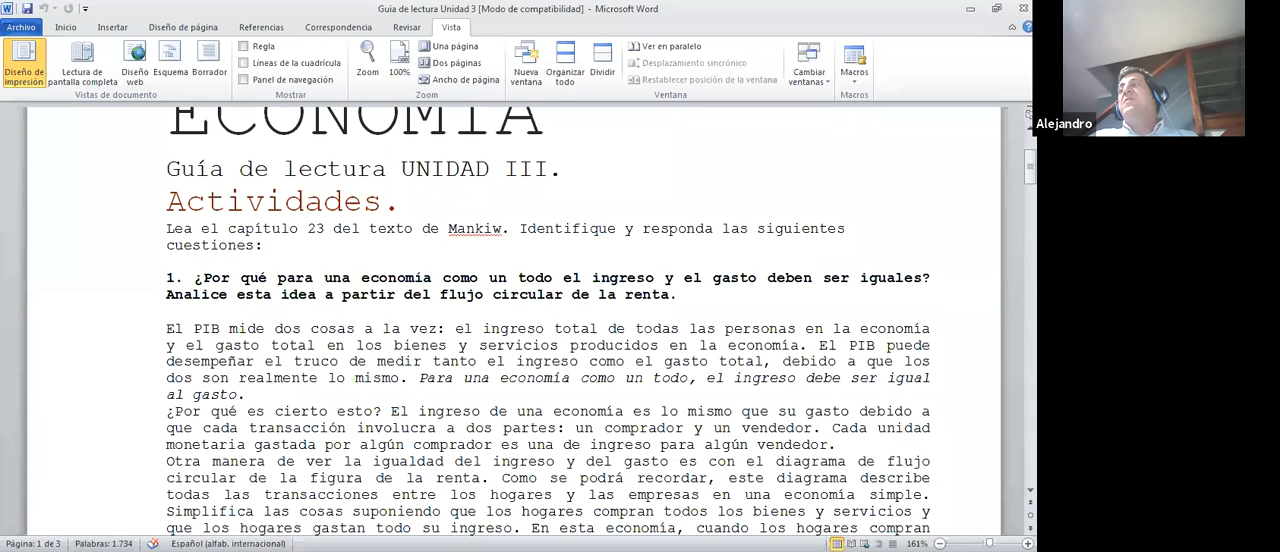 Guia de lectura Unidad 3 [Modo de compatibilidad] - Microsoft Word
Archivo Inicio Insertar Diseño de página Referencias Correspondencia Revisar Vista
Diseño de impresión
Lectura de pantalla completa
Diseño web
Esquema
Borrador
Vistas de documento
Regla
Líneas de la cuadrícula
Panel de navegación
Mostrar
Zoom
100%
Una página
Dos páginas
Ancho de página
Zoom
Nueva ventana
Organizar todo
Dividir
Ver en paralelo
Desplazamiento sincrónico
Restablecer posición de la ventana
Ventana
Cambiar ventanas
Macros
Macros
Alejandro
ECONOMÍA
Guía de lectura UNIDAD III.
Actividades.
Lea el capítulo 23 del texto de Mankiw. Identifique y responda las siguientes
cuestiones:
1. ¿Por qué para una economía como un todo el ingreso y el gasto deben ser iguales?
Analice esta idea a partir del flujo circular de la renta.
El PIB mide dos cosas a la vez: el ingreso total de todas las personas en la economía
y el gasto total en los bienes y servicios producidos en la economía. El PIB puede
desempeñar el truco de medir tanto el ingreso como el gasto total, debido a que los
dos son realmente lo mismo. Para una economía como un todo, el ingreso debe ser igual
al gasto.
¿Por qué es cierto esto? El ingreso de una economía es lo mismo que su gasto debido a
que cada transacción involucra a dos partes: un comprador y un vendedor. Cada unidad
monetaria gastada por algún comprador es una de ingreso para algún vendedor.
Otra manera de ver la igualdad del ingreso y del gasto es con el diagrama de flujo
circular de la figura de la renta. Como se podrá recordar, este diagrama describe
todas las transacciones entre los hogares y las empresas en una economía simple.
Simplifica las cosas suponiendo que los hogares compran todos los bienes y servicios y
que los hogares gastan todo su ingreso. En esta economía, cuando los hogares compran
Página: 1 de 3 Palabras: 1.734 Español (alfab. internacional) 161%